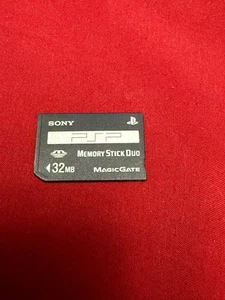 SONY
PSP
MEMORY STICK DUO
32MB
MAGICGATE